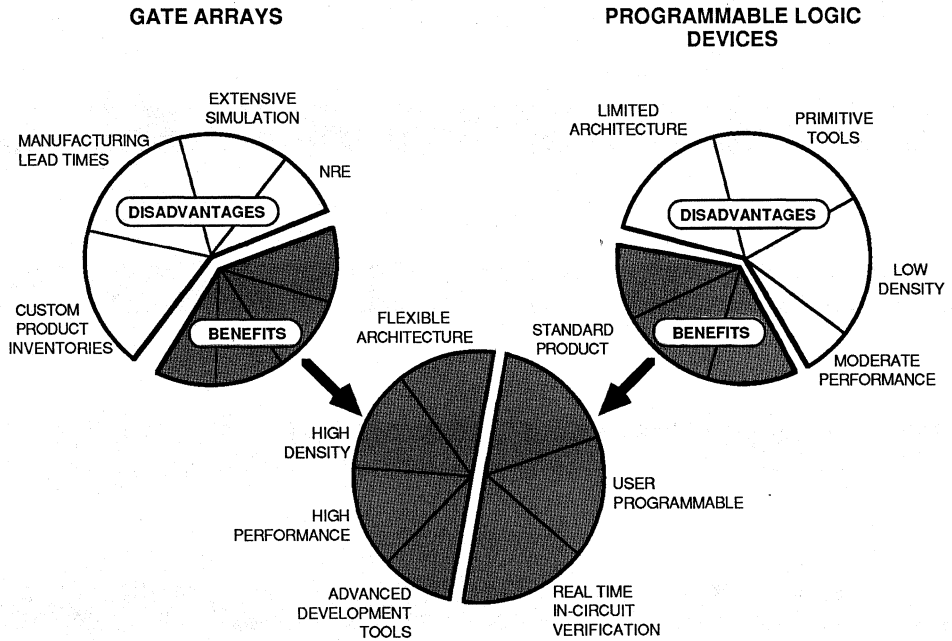 GATE ARRAYS
PROGRAMMABLE LOGIC
DEVICES
EXTENSIVE
SIMULATION
MANUFACTURING
LEAD TIMES
NRE
DISADVANTAGES
CUSTOM
PRODUCT
INVENTORIES
BENEFITS
LIMITED
ARCHITECTURE
PRIMITIVE
TOOLS
DISADVANTAGES
LOW
DENSITY
BENEFITS
MODERATE
PERFORMANCE
FLEXIBLE
ARCHITECTURE
STANDARD
PRODUCT
HIGH
DENSITY
USER
PROGRAMMABLE
HIGH
PERFORMANCE
ADVANCED
DEVELOPMENT
TOOLS
REAL TIME
IN-CIRCUIT
VERIFICATION